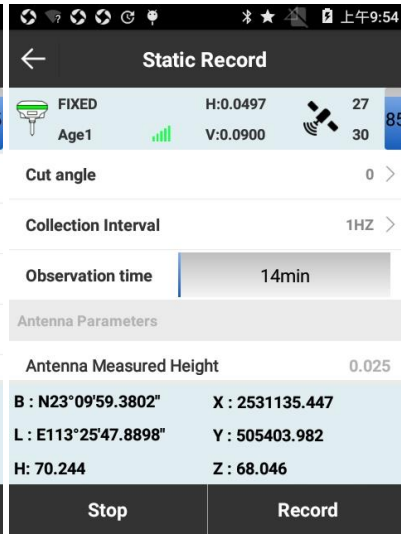 上午9:54
Static Record
FIXED H:0.0497 27
Age1 V:0.0900 30
85
Cut angle 0
Collection Interval 1HZ
Observation time 14min
Antenna Parameters
Antenna Measured Height 0.025
B : N23°09'59.3802" X : 2531135.447
L : E113°25'47.8898" Y : 505403.982
H: 70.244 Z : 68.046
Stop Record